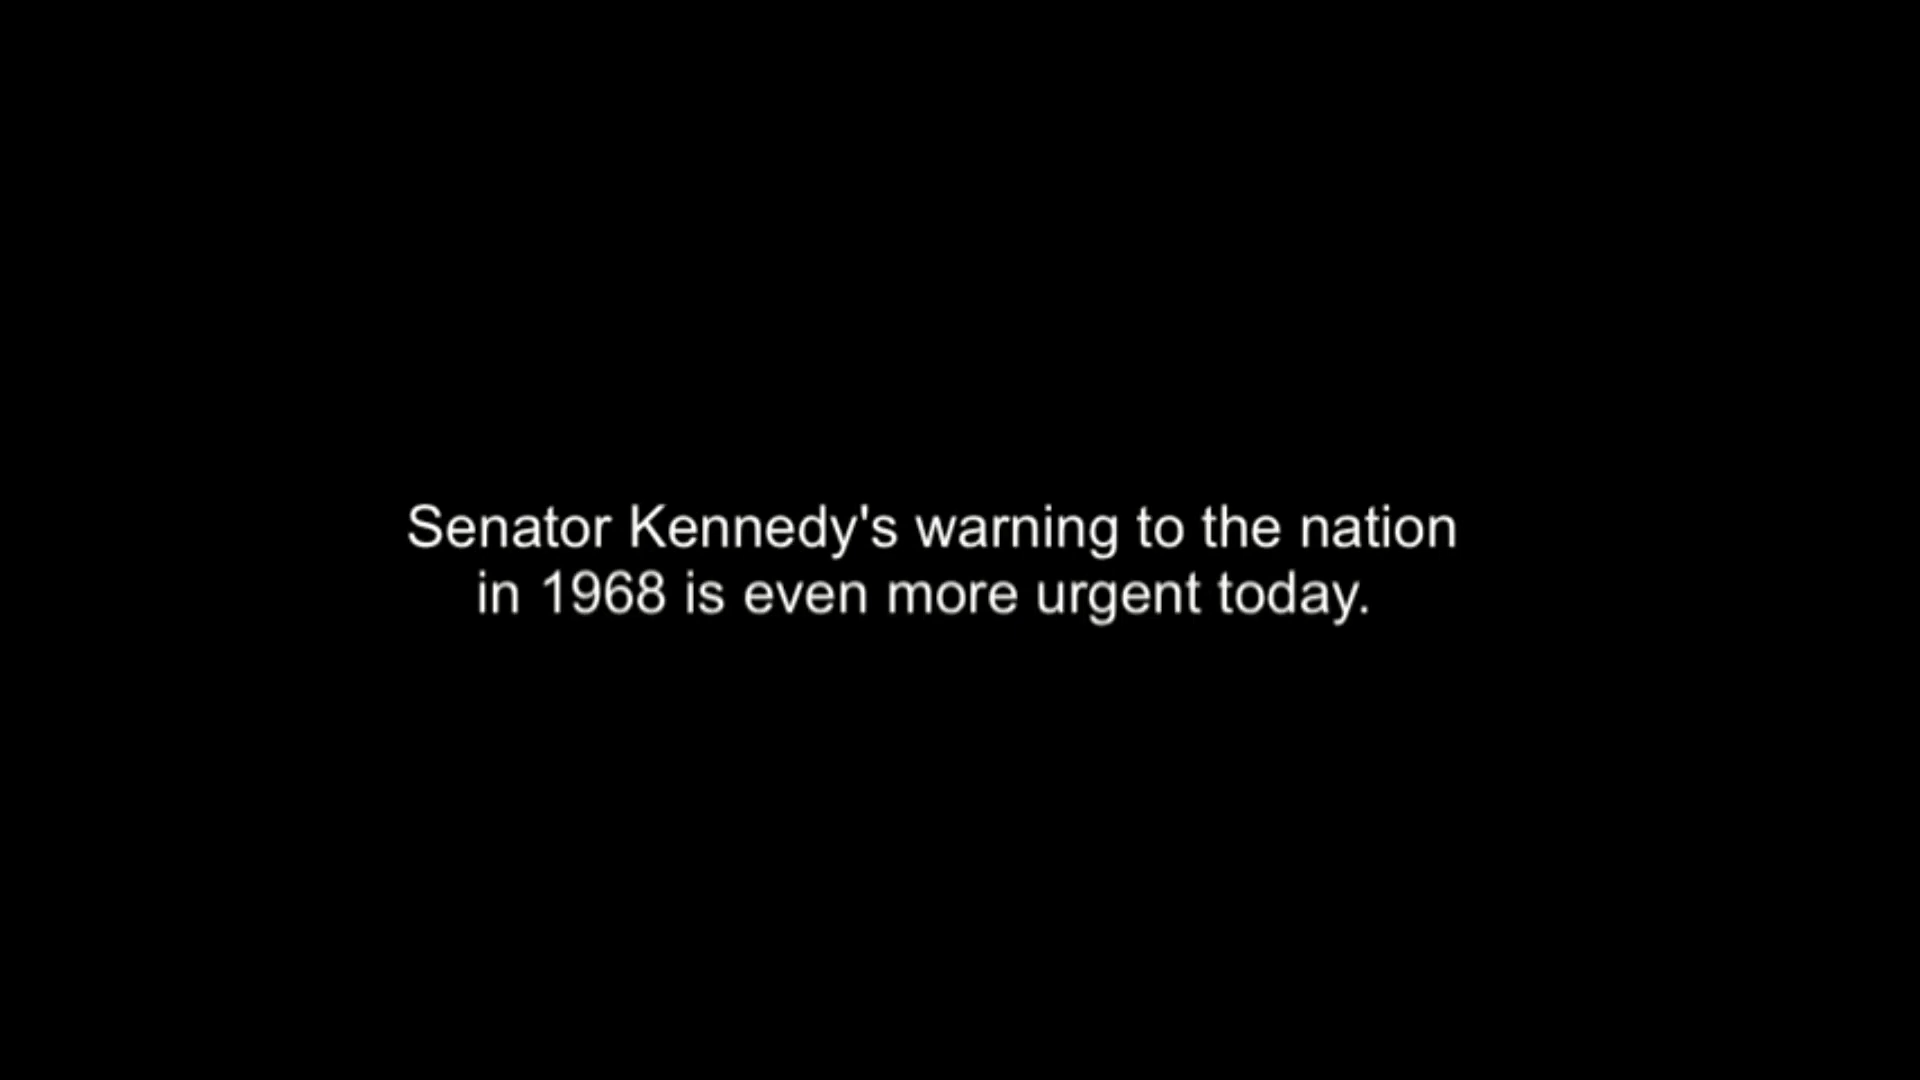 Senator Kennedy's warning to the nation
in 1968 is even more urgent today.